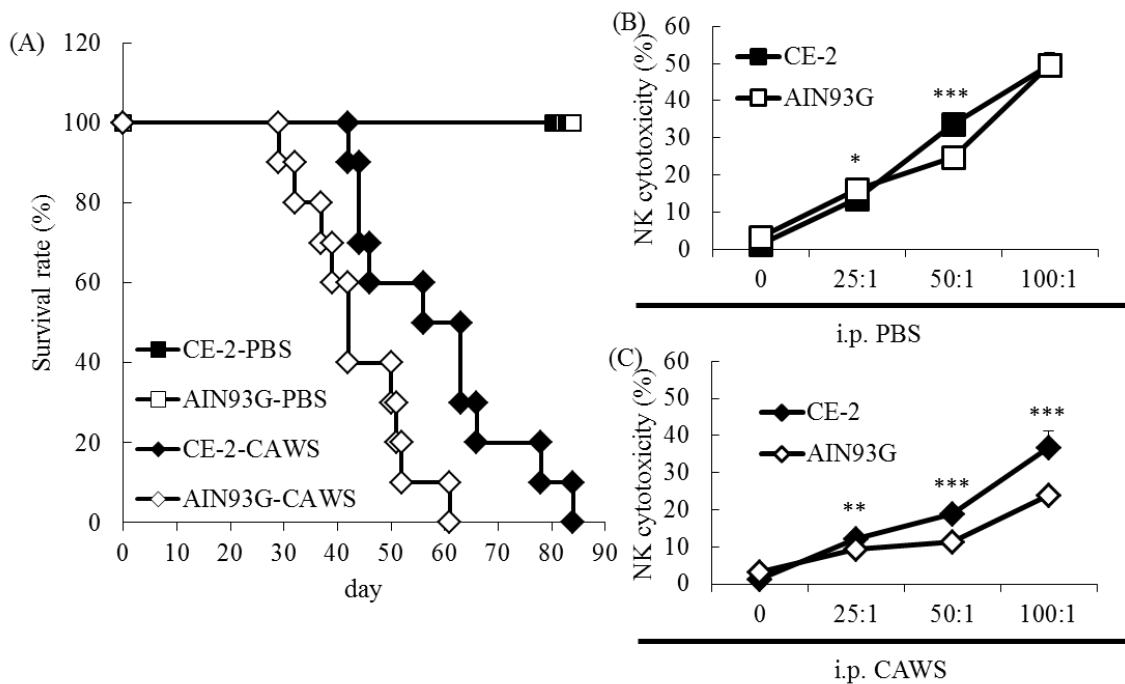 (A)
120
100
80
60
40
20
0
Survival rate (%)
CE-2-PBS
AIN93G-PBS
CE-2-CAWS
AIN93G-CAWS
0 10 20 30 40 50 60 70 80 90
day
(B)
60
50
40
30
20
10
0
NK cytotoxicity (%)
CE-2
AIN93G
*
***
0 25:1 50:1 100:1
i.p. PBS
(C)
60
50
40
30
20
10
0
NK cytotoxicity (%)
CE-2
AIN93G
**
***
***
0 25:1 50:1 100:1
i.p. CAWS